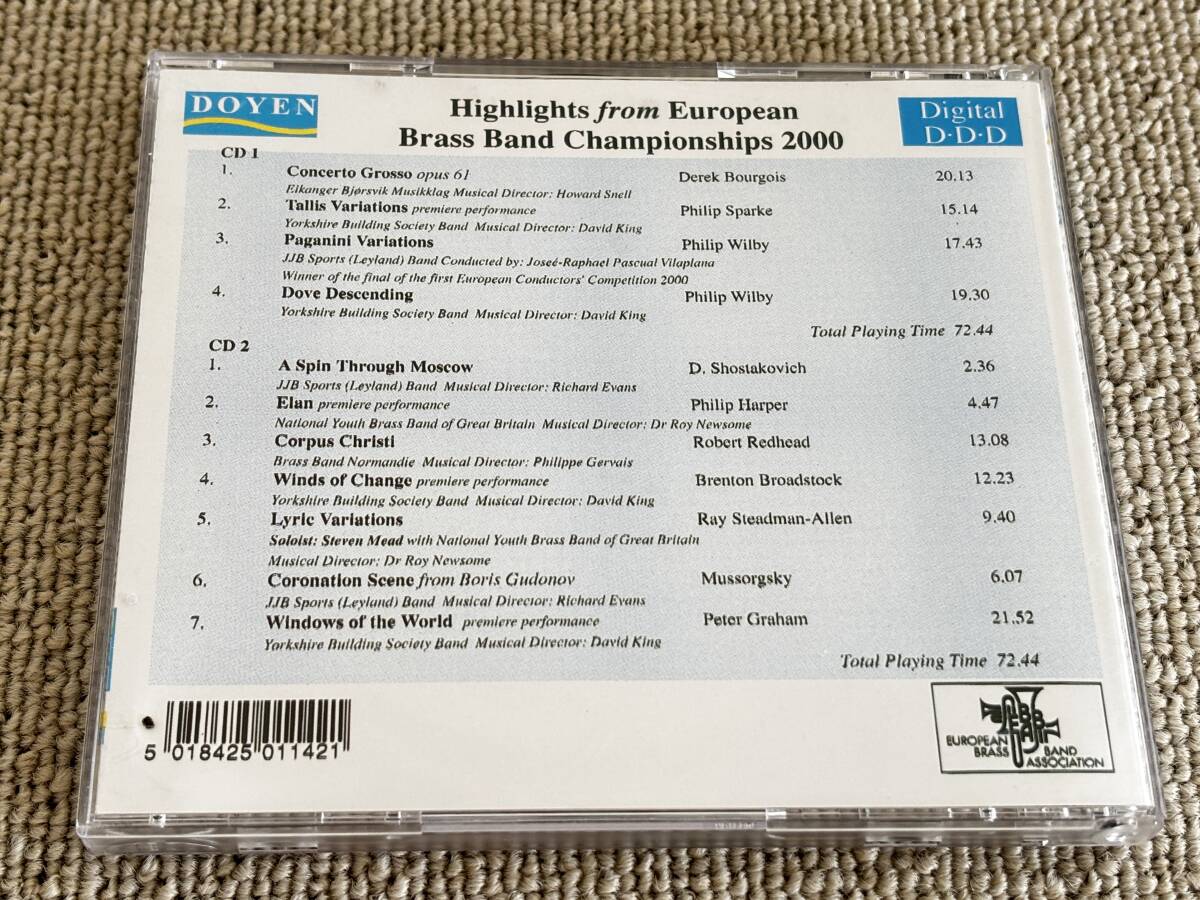 DOYEN
Highlights from European
Brass Band Championships 2000
Digital
D·D·D
CD 1
1. Concerto Grosso opus 61 Derek Bourgois 20.13
Eikanger Bjørsvik Musikklag Musical Director: Howard Snell
2. Tallis Variations premiere performance Philip Sparke 15.14
Yorkshire Building Society Band Musical Director: David King
3. Paganini Variations Philip Wilby 17.43
JJB Sports (Leyland) Band Conducted by: Joseé-Raphael Pascual Vilaplana
Winner of the final of the first European Conductors' Competition 2000
4. Dove Descending Philip Wilby 19.30
Yorkshire Building Society Band Musical Director: David King
Total Playing Time 72.44
CD 2
1. A Spin Through Moscow D. Shostakovich 2.36
JJB Sports (Leyland) Band Musical Director: Richard Evans
2. Elan premiere performance Philip Harper 4.47
National Youth Brass Band of Great Britain Musical Director: Dr Roy Newsome
3. Corpus Christi Robert Redhead 13.08
Brass Band Normandie Musical Director: Philippe Gervais
4. Winds of Change premiere performance Brenton Broadstock 12.23
Yorkshire Building Society Band Musical Director: David King
5. Lyric Variations Ray Steadman-Allen 9.40
Soloist: Steven Mead with National Youth Brass Band of Great Britain
Musical Director: Dr Roy Newsome
6. Coronation Scene from Boris Gudonov Mussorgsky 6.07
JJB Sports (Leyland) Band Musical Director: Richard Evans
7. Windows of the World premiere performance Peter Graham 21.52
Yorkshire Building Society Band Musical Director: David King
Total Playing Time 72.44
5 018425 011421
EUROPEAN BRASS BAND ASSOCIATION